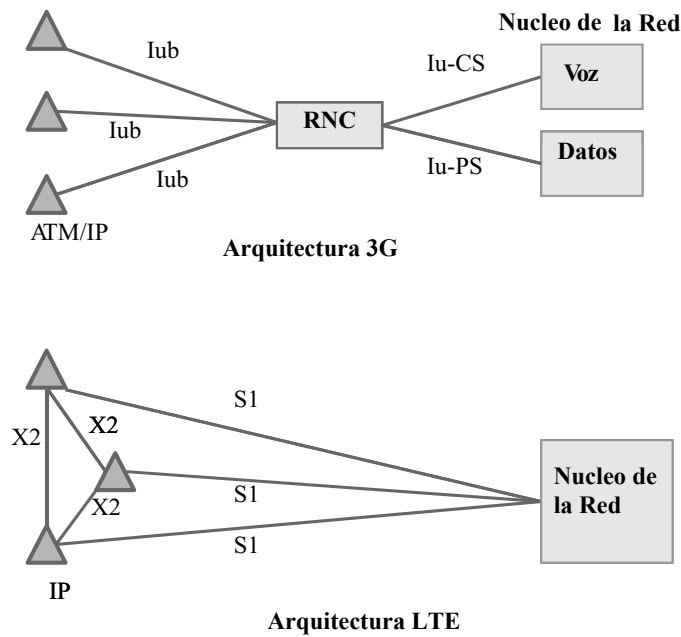 Nucleo de la Red
Iub
Iu-CS
Voz
RNC
Iub
Datos
Iub
Iu-PS
ATM/IP
Arquitectura 3G
S1
X2
X2
Nucleo de
la Red
S1
X2
S1
IP
Arquitectura LTE